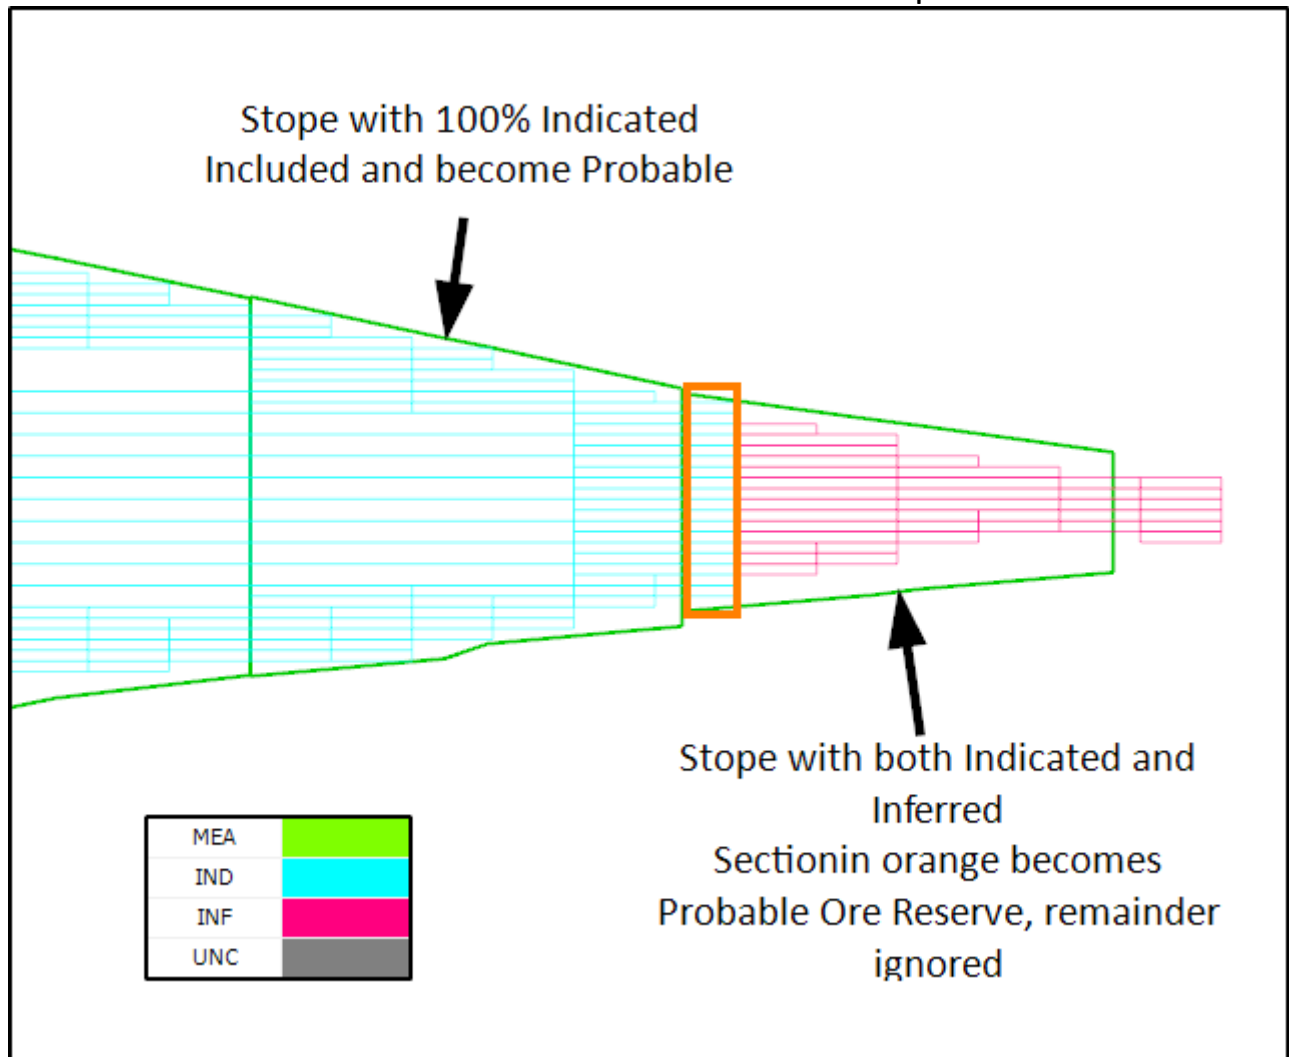 Stope with 100% Indicated
Included and become Probable
Stope with both Indicated and
Inferred
Sectionin orange becomes
Probable Ore Reserve, remainder
ignored
MEA
IND
INF
UNC